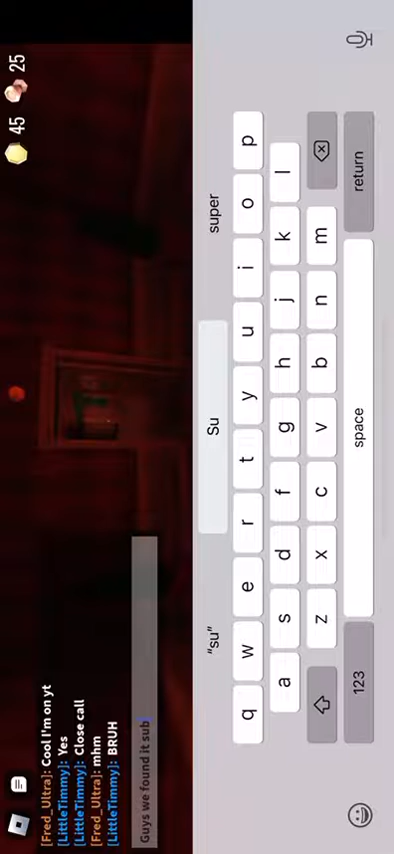 45 25
[Fred_Ultra]: Cool I'm on yt
[LittleTimmy]: Yes
[LittleTimmy]: Close call
[Fred_Ultra]: mhm
[LittleTimmy]: BRUH
Guys we found it sub
"su" Su super
q w e r t y u i o p
a s d f g h j k l
z x c v b n m
123 space return